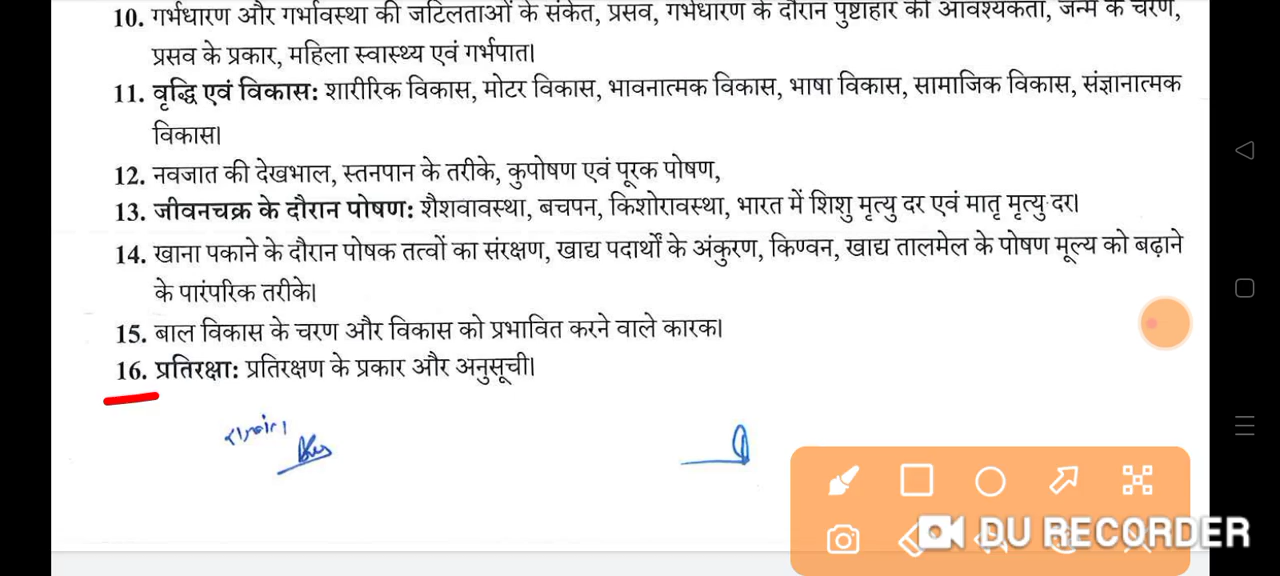 10. गर्भधारण और गर्भावस्था की जटिलताओं के संकेत, प्रसव, गर्भधारण के दौरान पुष्टाहार की आवश्यकता, जन्म के चरण,
प्रसव के प्रकार, महिला स्वास्थ्य एवं गर्भपात।
11. वृद्धि एवं विकास: शारीरिक विकास, मोटर विकास, भावनात्मक विकास, भाषा विकास, सामाजिक विकास, संज्ञानात्मक
विकास।
12. नवजात की देखभाल, स्तनपान के तरीके, कुपोषण एवं पूरक पोषण,
13. जीवनचक्र के दौरान पोषण: शैशवावस्था, बचपन, किशोरावस्था, भारत में शिशु मृत्यु दर एवं मातृ मृत्यु दर।
14. खाना पकाने के दौरान पोषक तत्वों का संरक्षण, खाद्य पदार्थों के अंकुरण, किण्वन, खाद्य तालमेल के पोषण मूल्य को बढ़ाने
के पारंपरिक तरीके।
15. बाल विकास के चरण और विकास को प्रभावित करने वाले कारक।
16. प्रतिरक्षा: प्रतिरक्षण के प्रकार और अनुसूची।
DU RECORDER